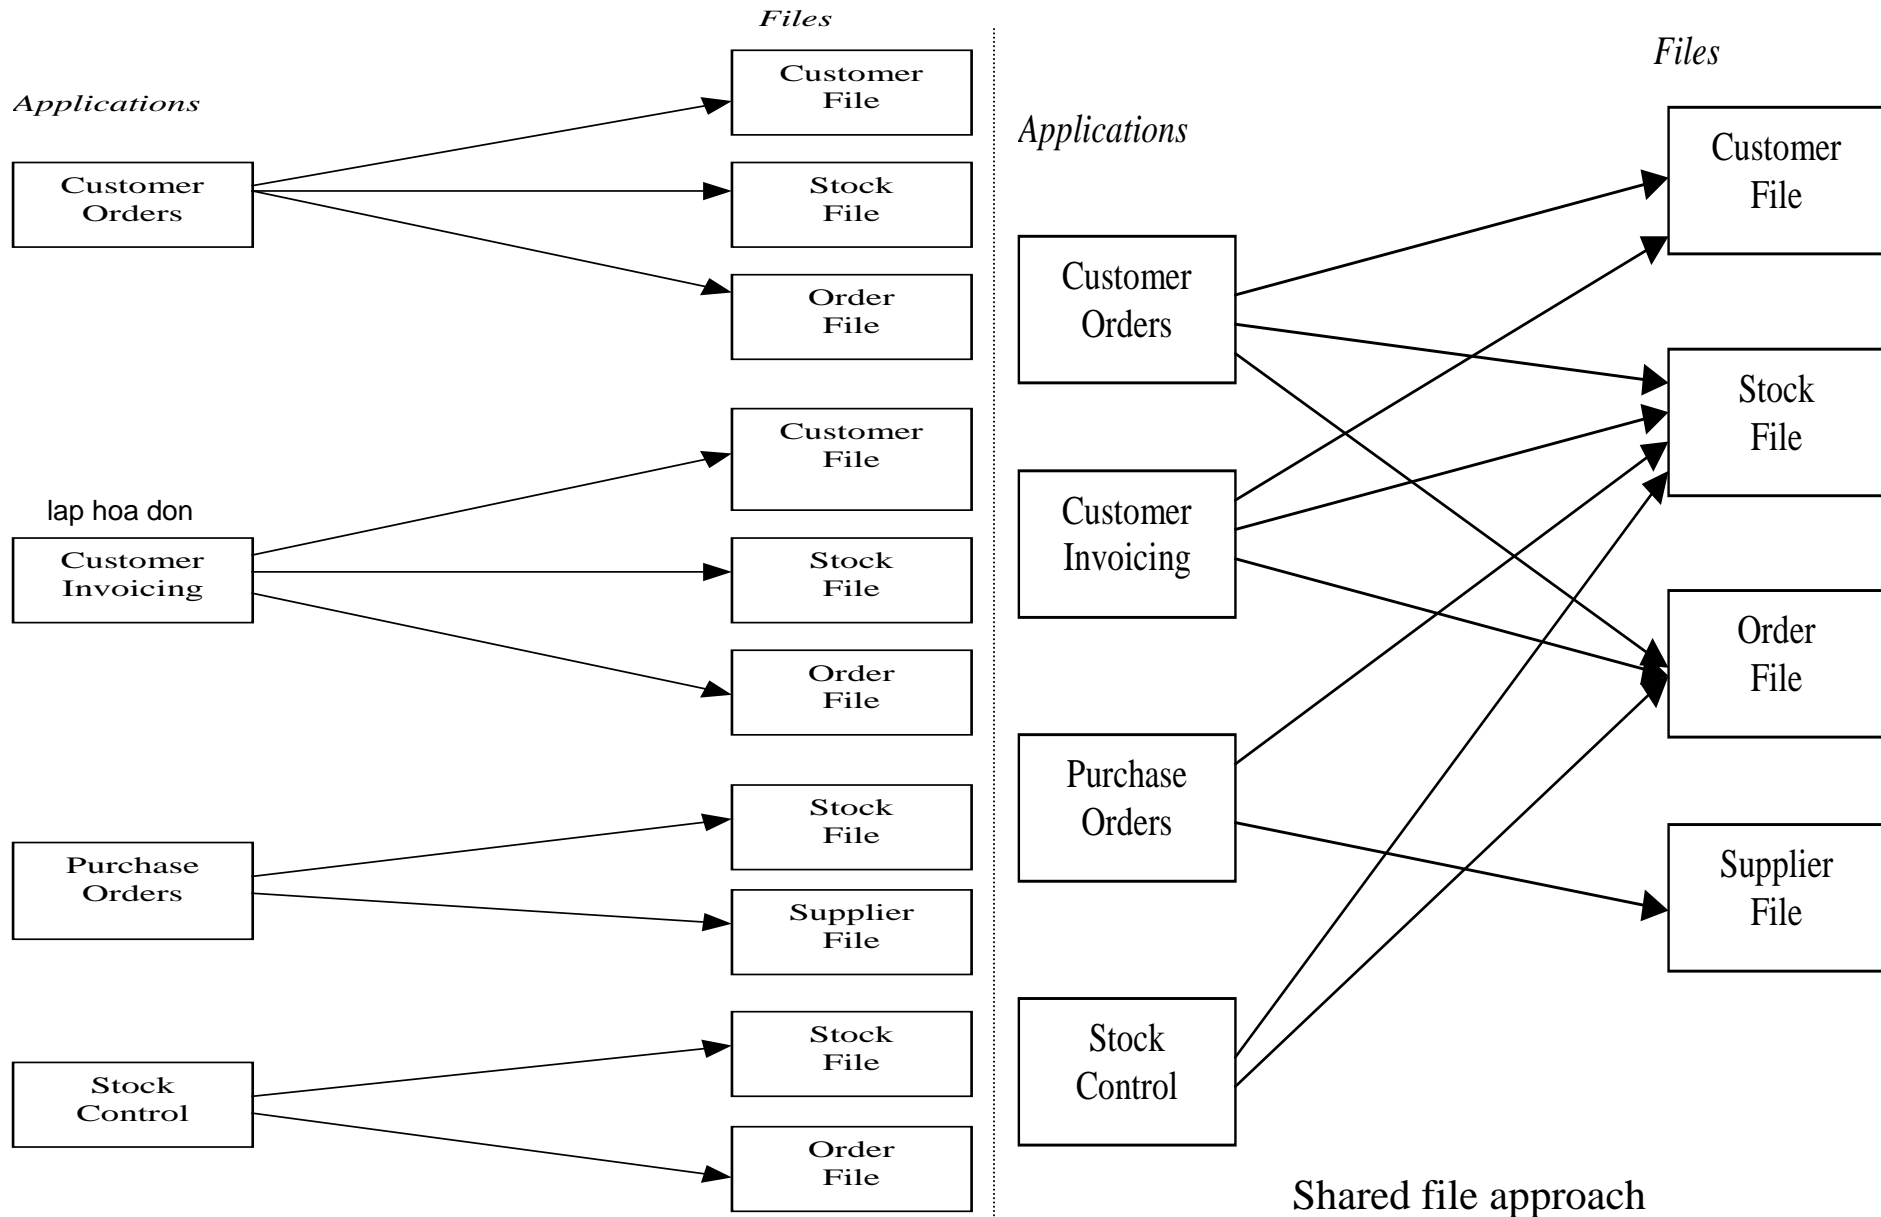 Files
Applications
Customer
File
Customer
Orders
Stock
File
Order
File
Customer
File
lap hoa don
Customer
Invoicing
Stock
File
Order
File
Purchase
Orders
Stock
File
Supplier
File
Stock
Control
Stock
File
Order
File
Files
Applications
Customer
File
Customer
Orders
Stock
File
Customer
Invoicing
Order
File
Purchase
Orders
Supplier
File
Stock
Control
Shared file approach